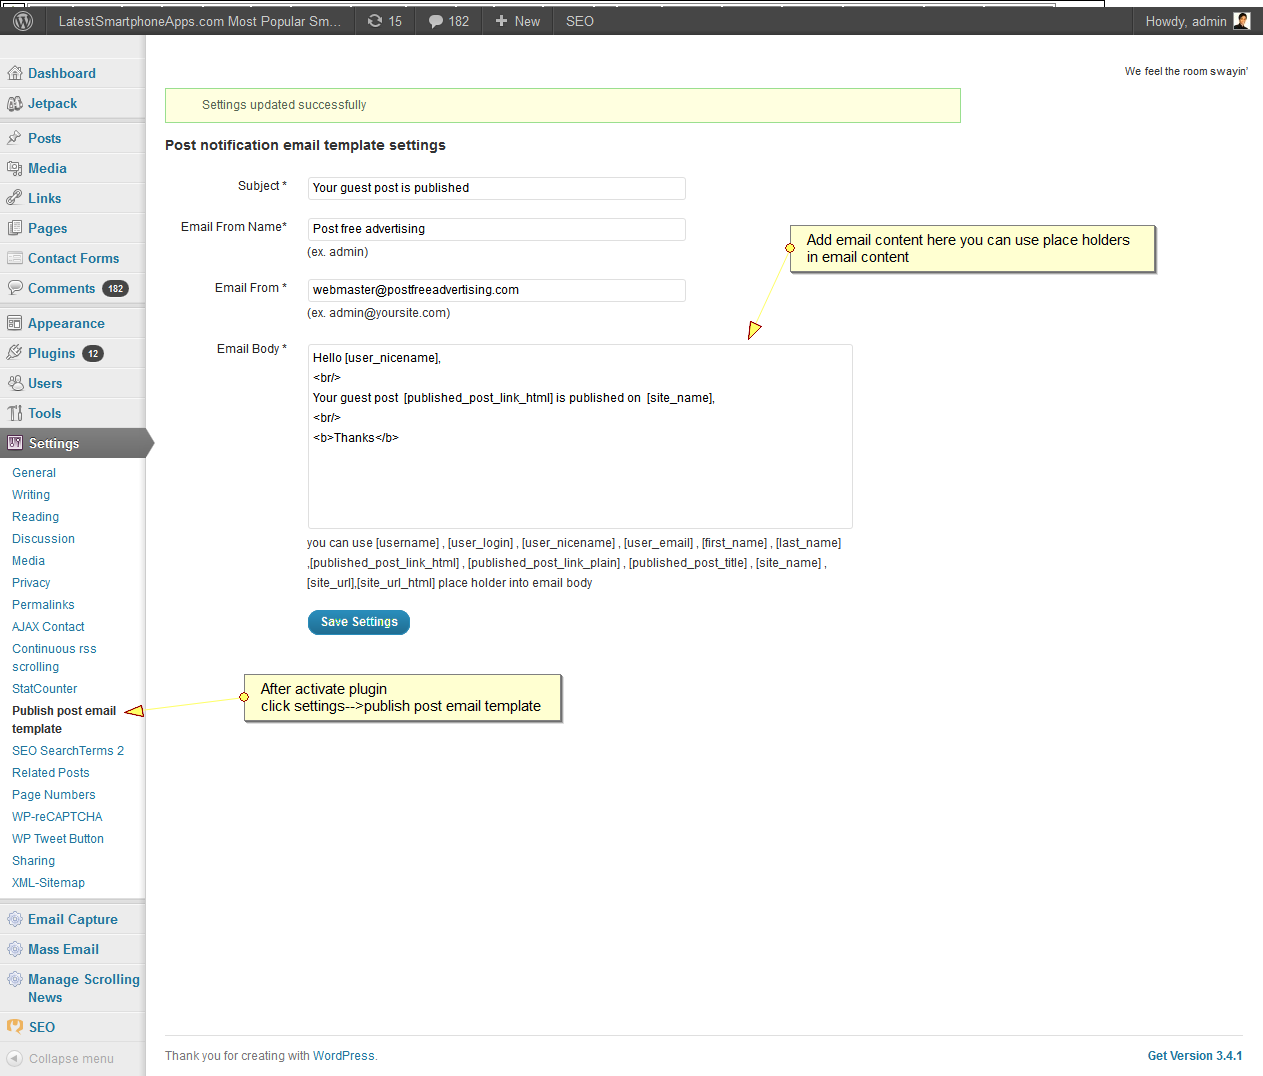 LatestSmartphoneApps.com Most Popular Sm... 15 182 New SEO Howdy, admin
We feel the room swayin'
Dashboard
Jetpack
Posts
Media
Links
Pages
Contact Forms
Comments 182
Appearance
Plugins 12
Users
Tools
Settings
General
Writing
Reading
Discussion
Media
Privacy
Permalinks
AJAX Contact
Continuous rss
scrolling
StatCounter
Publish post email
template
SEO SearchTerms 2
Related Posts
Page Numbers
WP-reCAPTCHA
WP Tweet Button
Sharing
XML-Sitemap
Email Capture
Mass Email
Manage Scrolling
News
SEO
Collapse menu
Settings updated successfully
Post notification email template settings
Subject * Your guest post is published
Email From Name* Post free advertising
(ex. admin)
Email From * webmaster@postfreeadvertising.com
(ex. admin@yoursite.com)
Email Body *
Hello [user_nicename],
<br/>
Your guest post  [published_post_link_html] is published on  [site_name],
<br/>
<b>Thanks</b>
you can use [username] , [user_login] , [user_nicename] , [user_email] , [first_name] , [last_name]
,[published_post_link_html] , [published_post_link_plain] , [published_post_title] , [site_name] ,
[site_url],[site_url_html] place holder into email body
Save Settings
Add email content here you can use place holders
in email content
After activate plugin
click settings-->publish post email template
Thank you for creating with WordPress.
Get Version 3.4.1